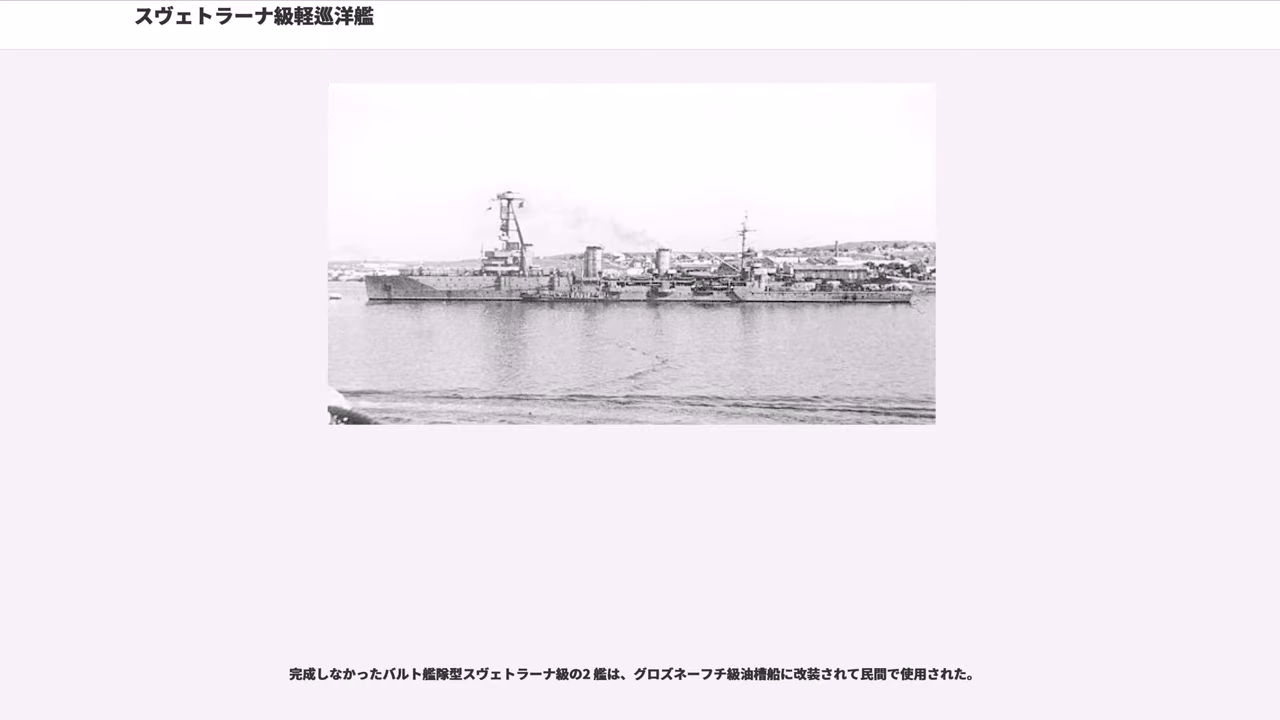 スヴェトラーナ級軽巡洋艦
完成しなかったバルト艦隊型スヴェトラーナ級の2 艦は、グロズネーフチ級油槽船に改装されて民間で使用された。